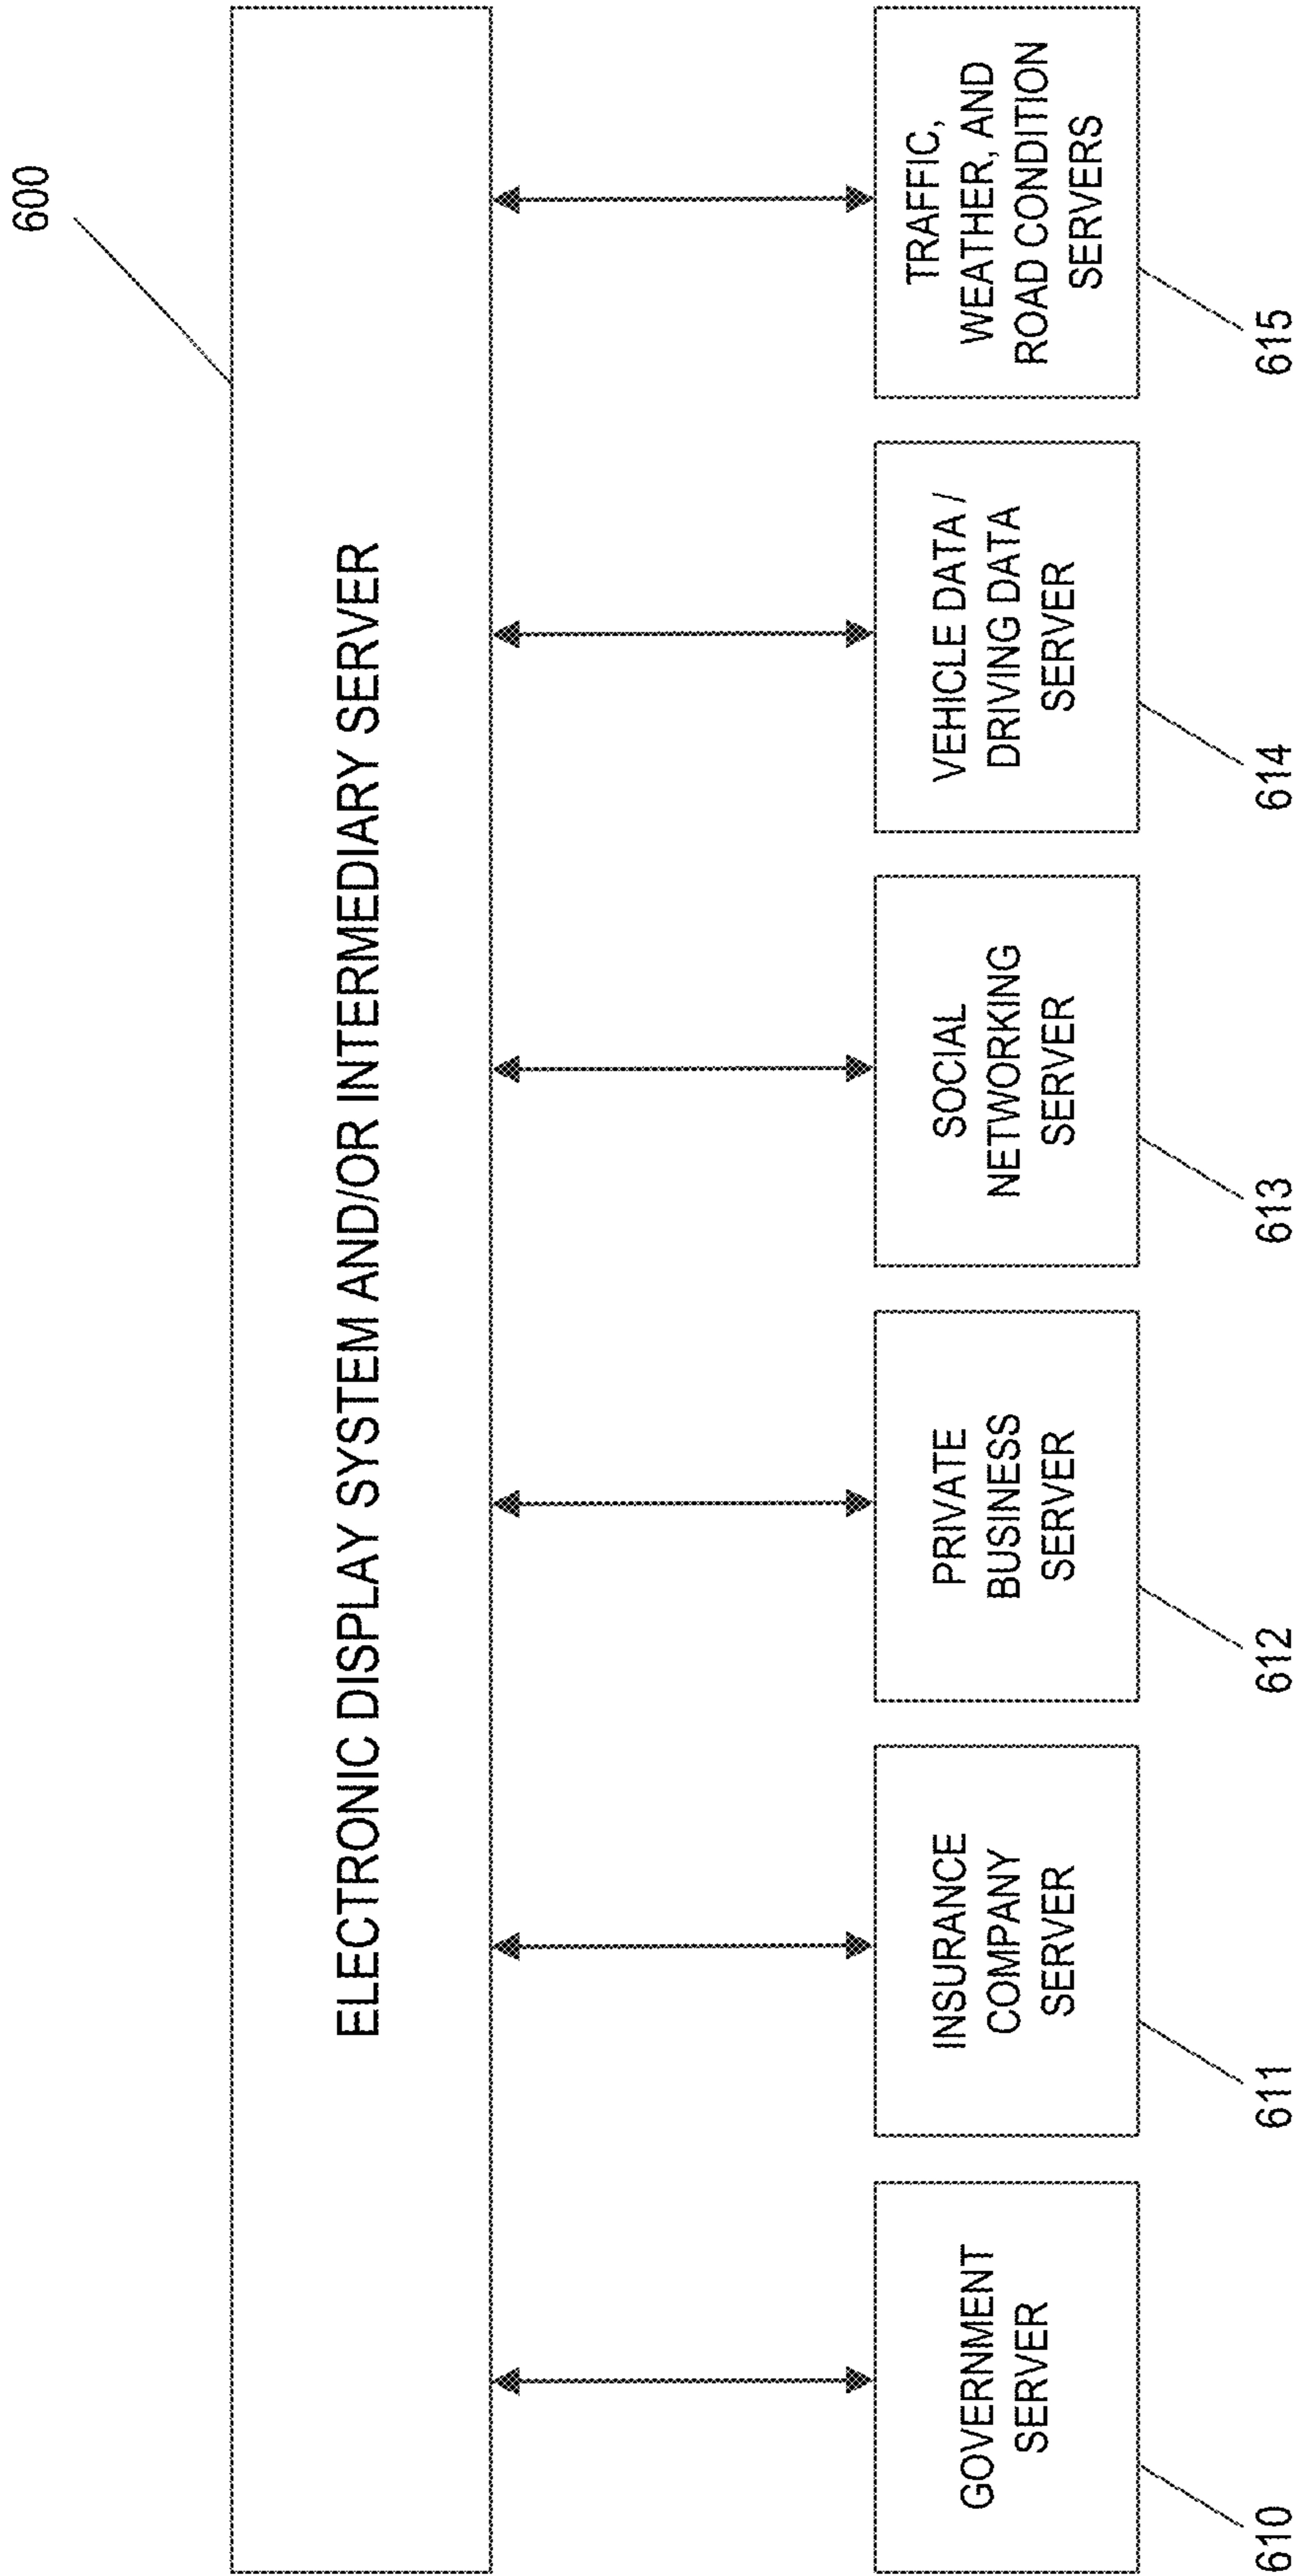 600
ELECTRONIC DISPLAY SYSTEM AND/OR INTERMEDIARY SERVER
GOVERNMENT
SERVER
INSURANCE
COMPANY
SERVER
PRIVATE
BUSINESS
SERVER
SOCIAL
NETWORKING
SERVER
VEHICLE DATA /
DRIVING DATA
SERVER
TRAFFIC,
WEATHER, AND
ROAD CONDITION
SERVERS
610
611
612
613
614
615